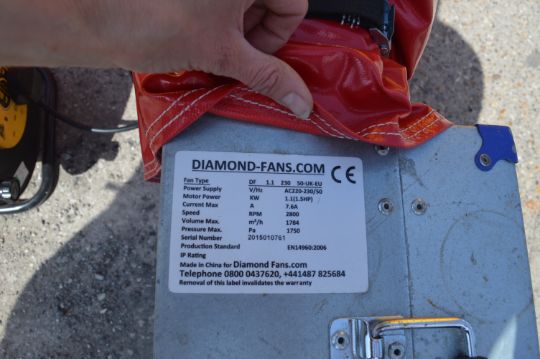 DIAMOND-FANS.COM CE
Fan Type DF 1.1 230 50-UK-EU
Power Supply V/Hz AC220-230/50
Motor Power KW 1.1(1.5HP)
Current Max A 7.6A
Speed RPM 2800
Volume Max. m³/h 1784
Pressure Max. Pa 1750
Serial Number 2015010761
Production Standard EN14960:2006
IP Rating
Made in China for Diamond Fans.com
Telephone 0800 0437620, +441487 825684
Removal of this label invalidates the warranty